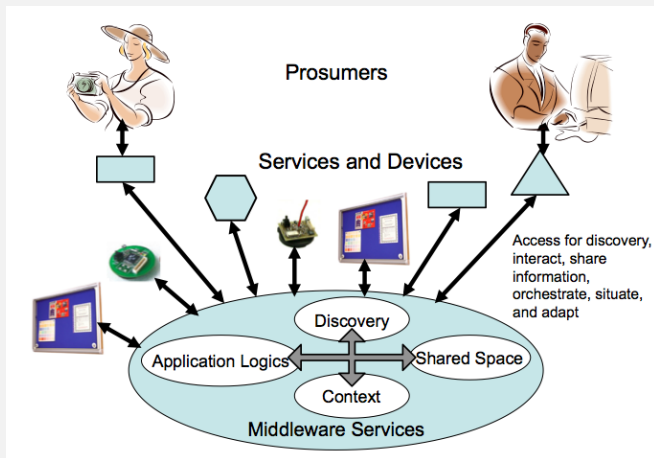 Prosumers
Services and Devices
Access for discovery,
interact, share
information,
orchestrate, situate,
and adapt
Discovery
Application Logics
Shared Space
Context
Middleware Services